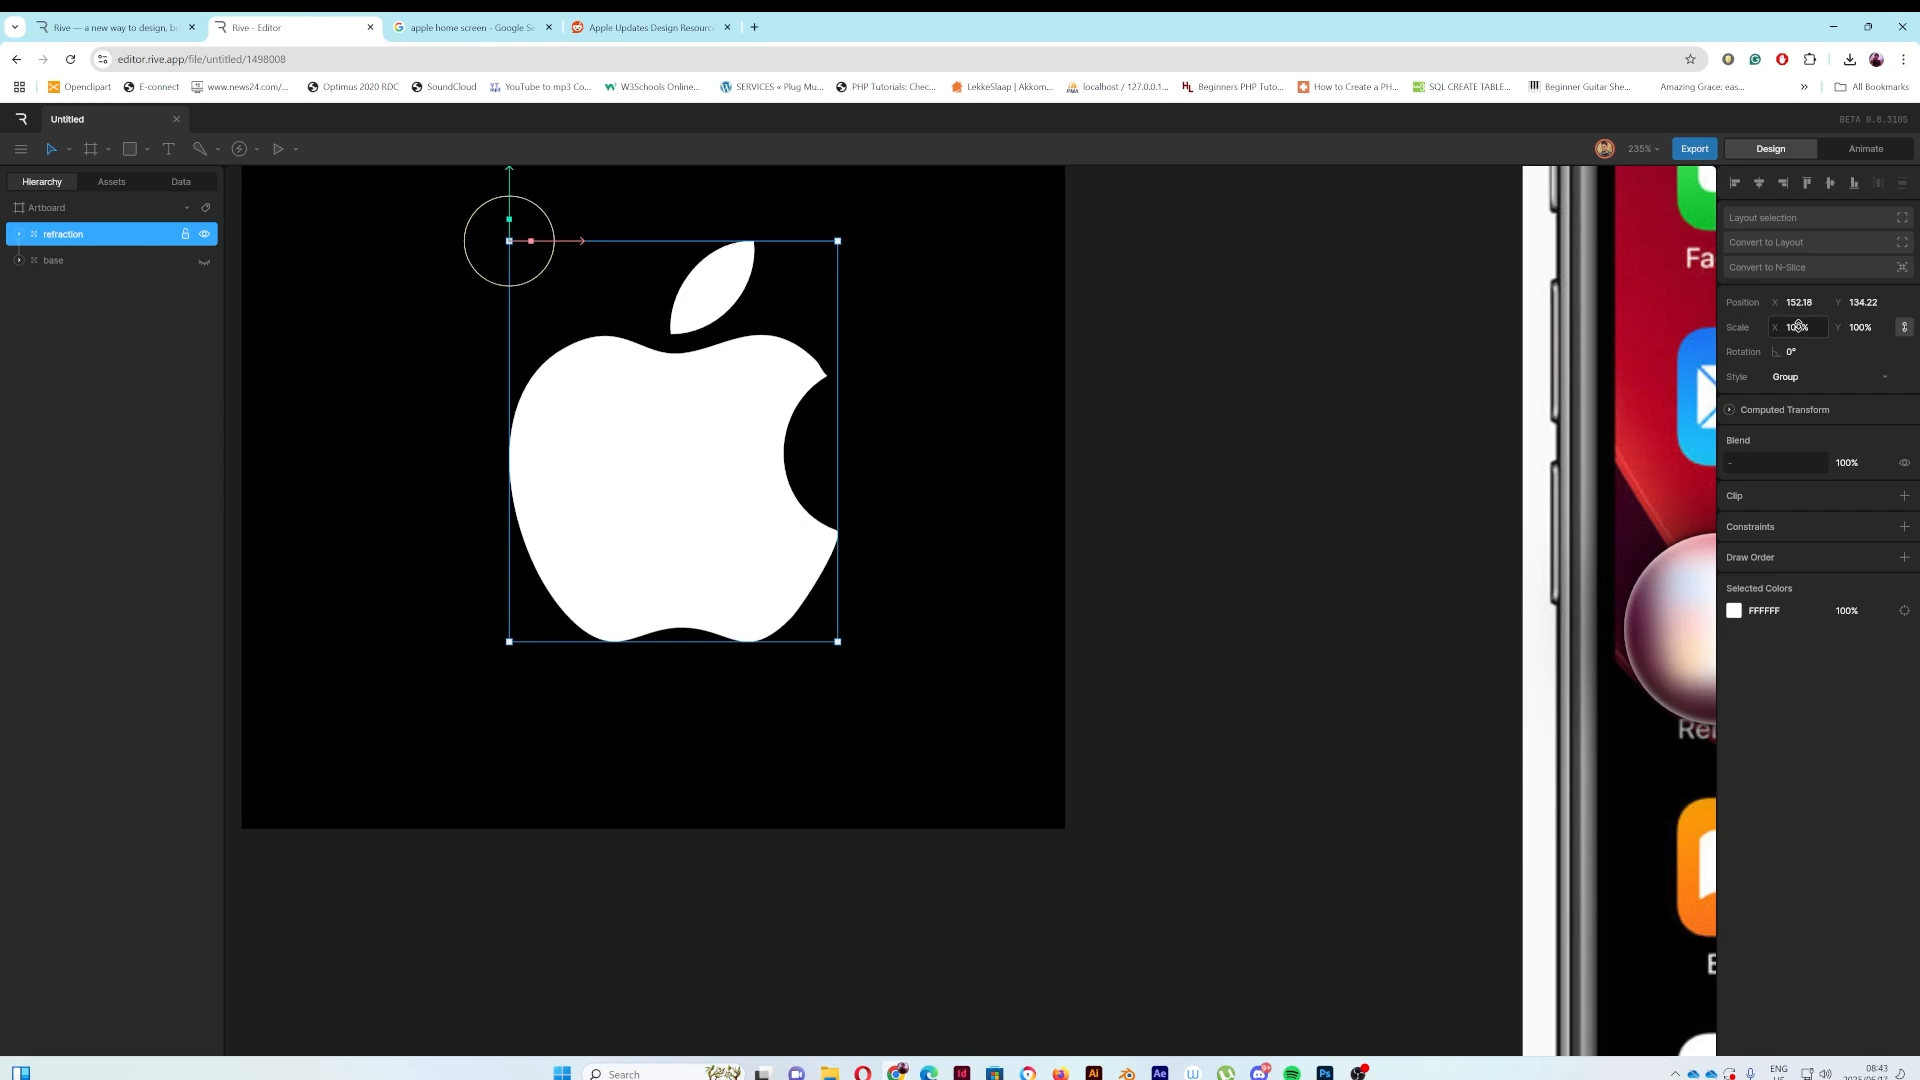 Rive — a new way to design, bu
Rive - Editor
apple home screen - Google Se
Apple Updates Design Resourc
editor.rive.app/file/untitled/1498008
Openclipart
E-connect
www.news24.com/...
Optimus 2020 RDC
SoundCloud
YouTube to mp3 Co...
W3Schools Online...
SERVICES « Plug Mu...
PHP Tutorials: Chec...
LekkeSlaap | Akkom...
localhost / 127.0.0.1...
Beginners PHP Tuto...
How to Create a PH...
SQL CREATE TABLE...
Beginner Guitar She...
Amazing Grace: eas...
All Bookmarks
Untitled
BETA 0.8.3105
235%
Export
Design
Animate
Hierarchy
Assets
Data
Artboard
refraction
base
Layout selection
Convert to Layout
Convert to N-Slice
Position X 152.18 Y 134.22
Scale X 100% Y 100%
Rotation 0°
Style Group
Computed Transform
Blend
- 100%
Clip
Constraints
Draw Order
Selected Colors
FFFFFF 100%
Fa
Re
Search
ENG
08:43